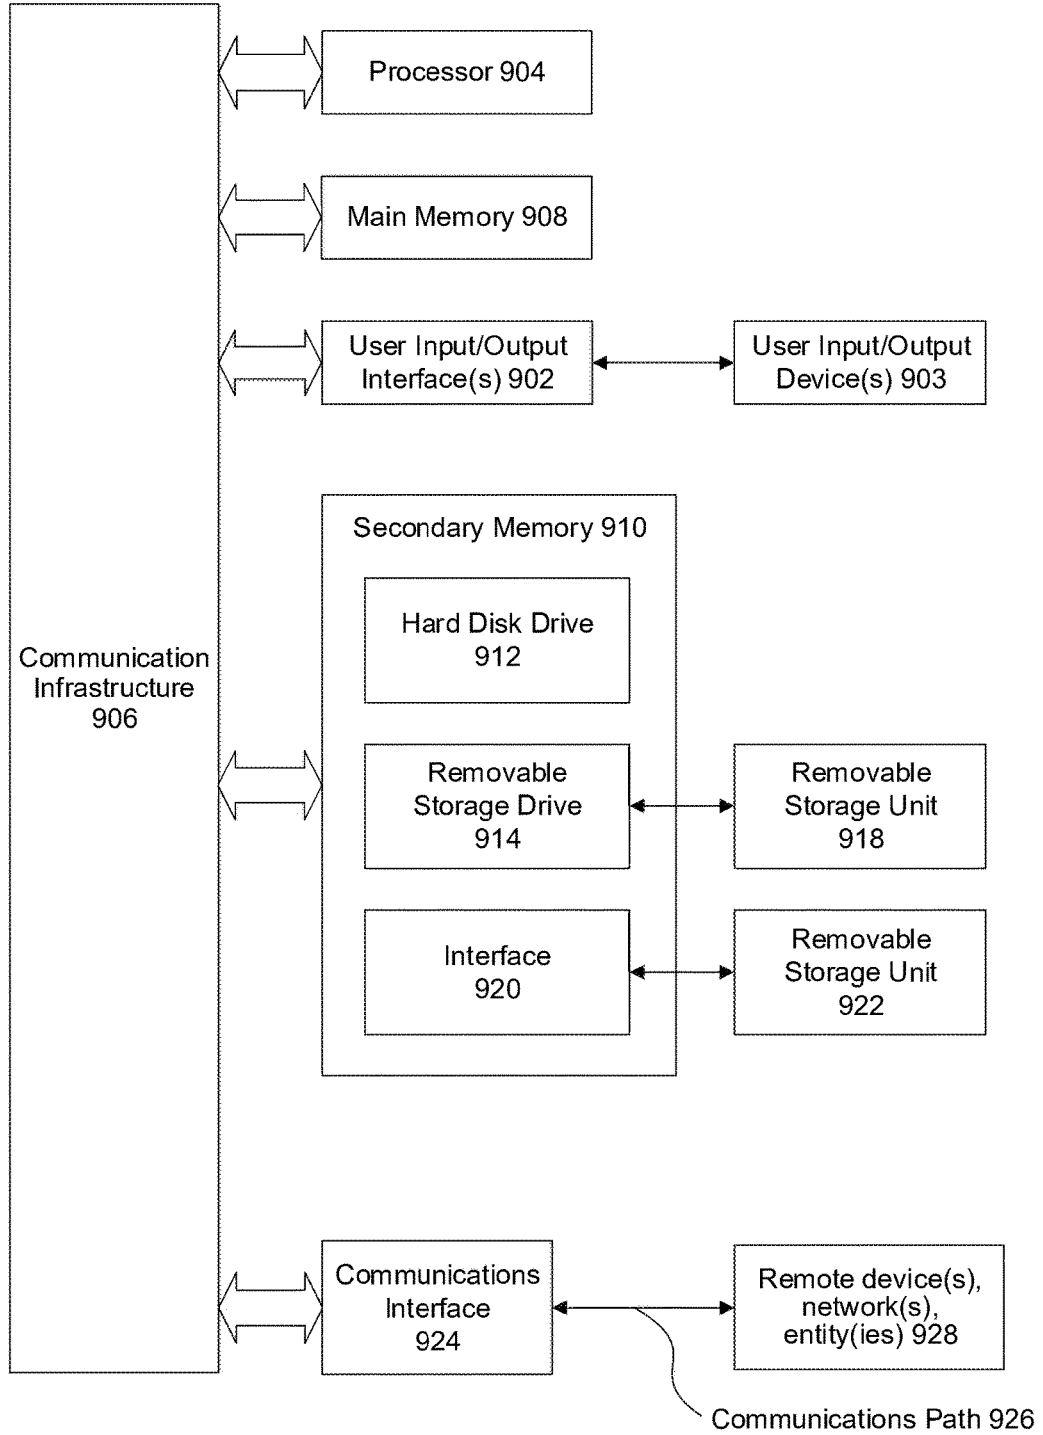 Processor 904
Main Memory 908
User Input/Output
Interface(s) 902
User Input/Output
Device(s) 903
Secondary Memory 910
Hard Disk Drive
912
Communication
Infrastructure
906
Removable
Storage Drive
914
Removable
Storage Unit
918
Interface
920
Removable
Storage Unit
922
Communications
Interface
924
Remote device(s),
network(s),
entity(ies) 928
Communications Path 926